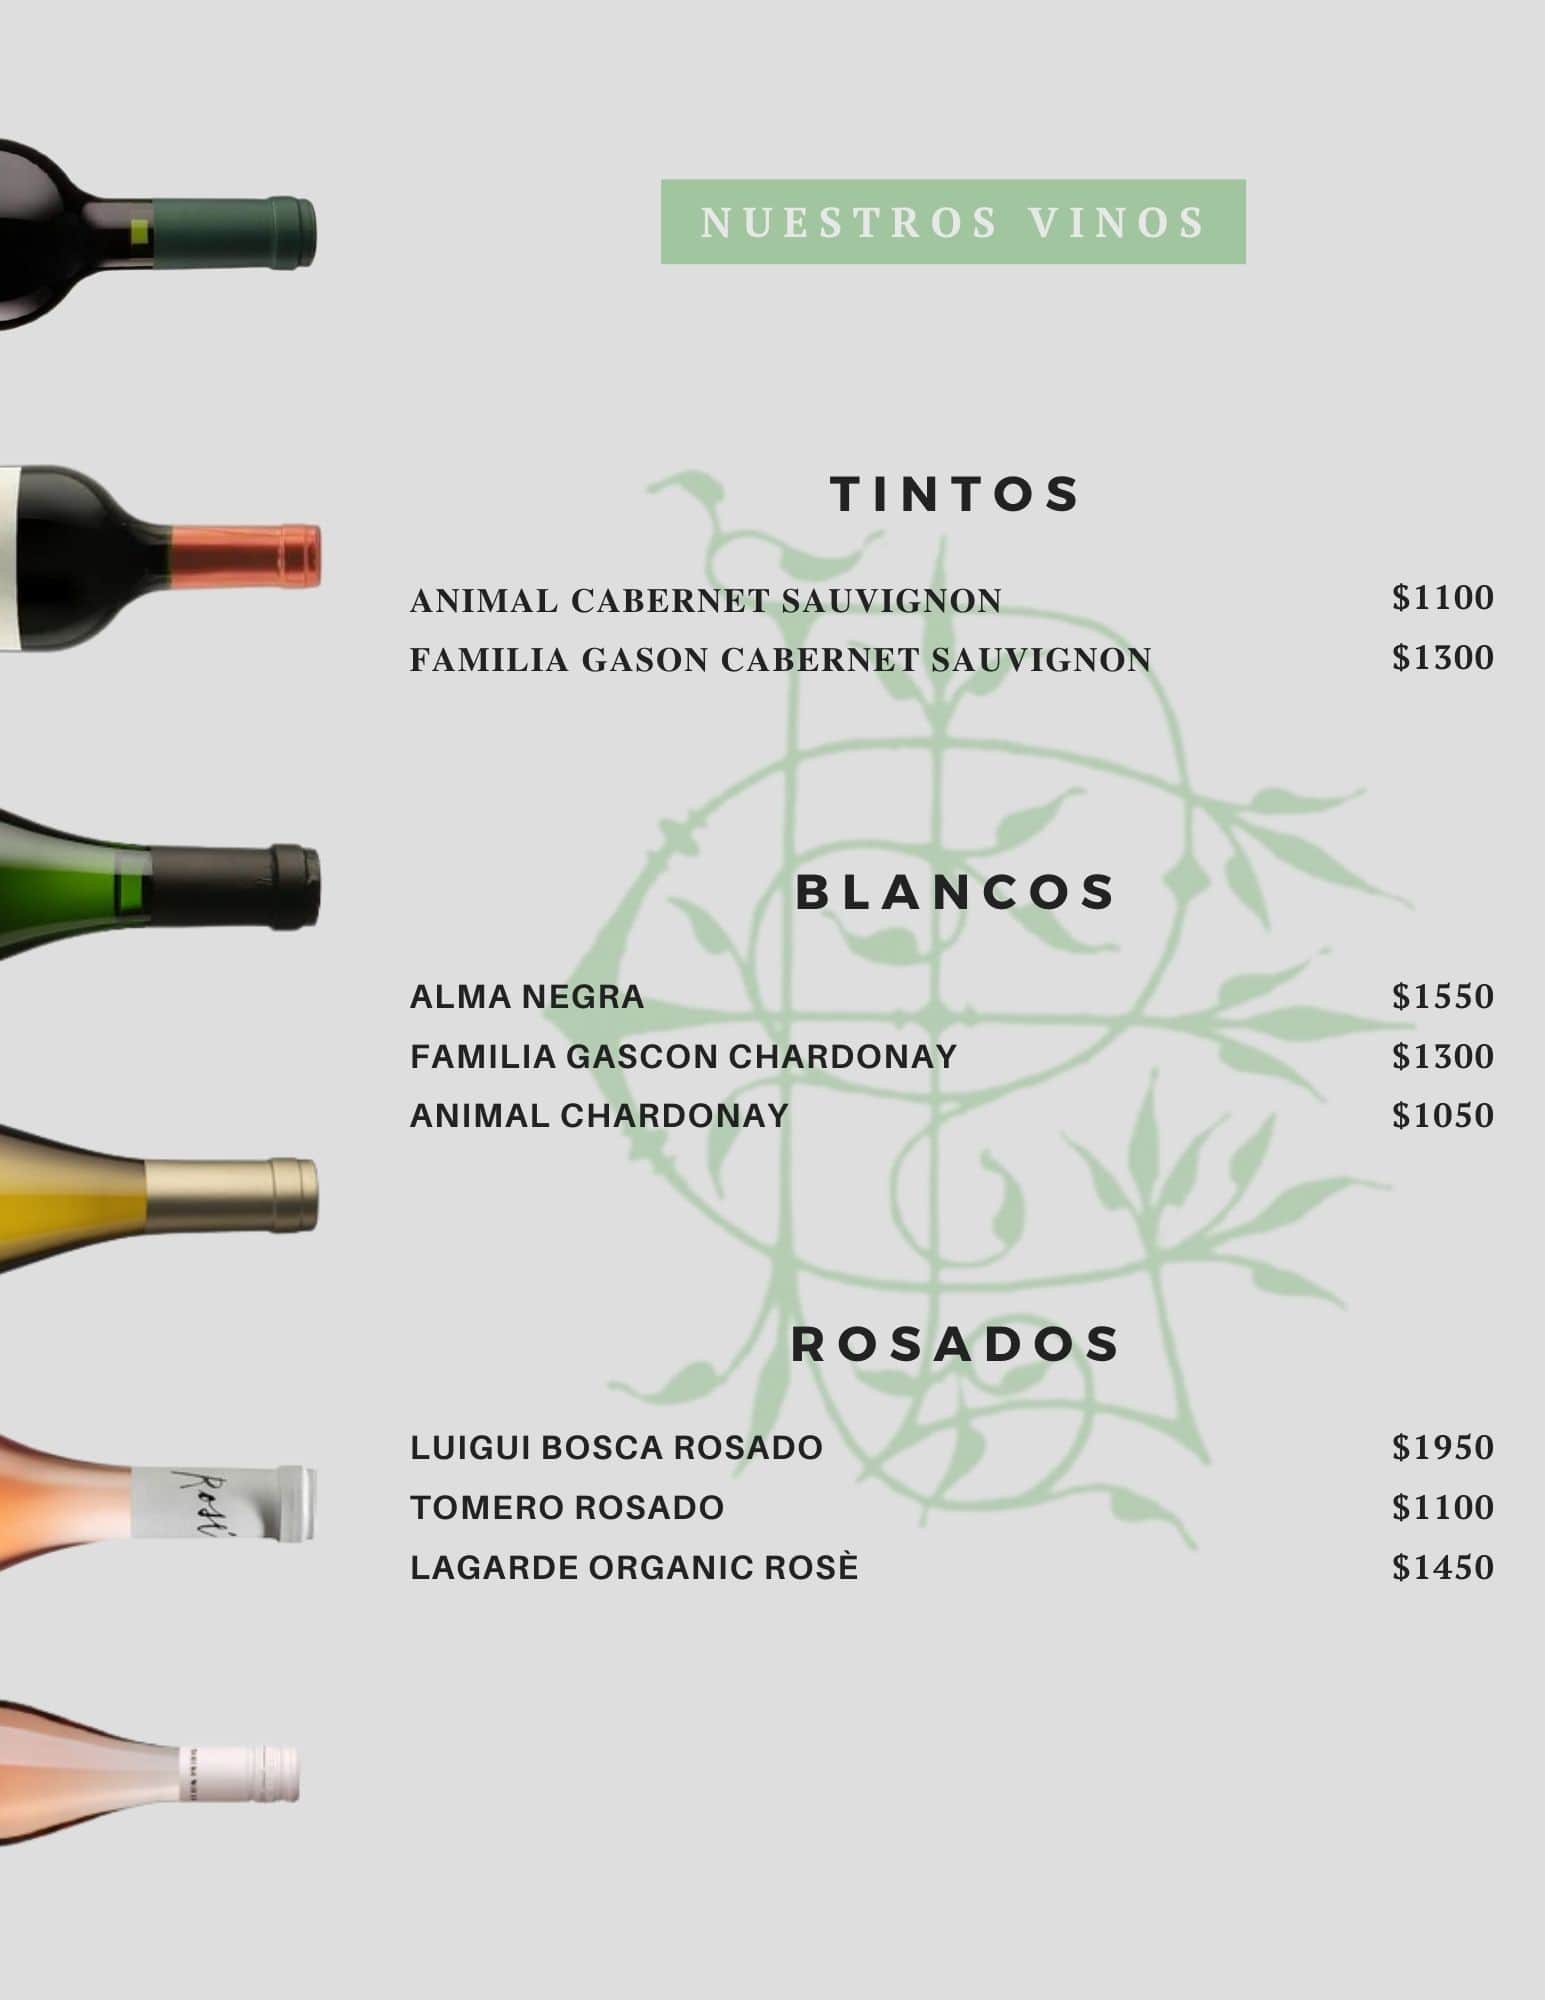 NUESTROS VINOS
TINTOS
ANIMAL CABERNET SAUVIGNON $1100
FAMILIA GASON CABERNET SAUVIGNON $1300
BLANCOS
ALMA NEGRA $1550
FAMILIA GASCON CHARDONAY $1300
ANIMAL CHARDONAY $1050
ROSADOS
LUIGUI BOSCA ROSADO $1950
TOMERO ROSADO $1100
LAGARDE ORGANIC ROSÈ $1450
Rosé